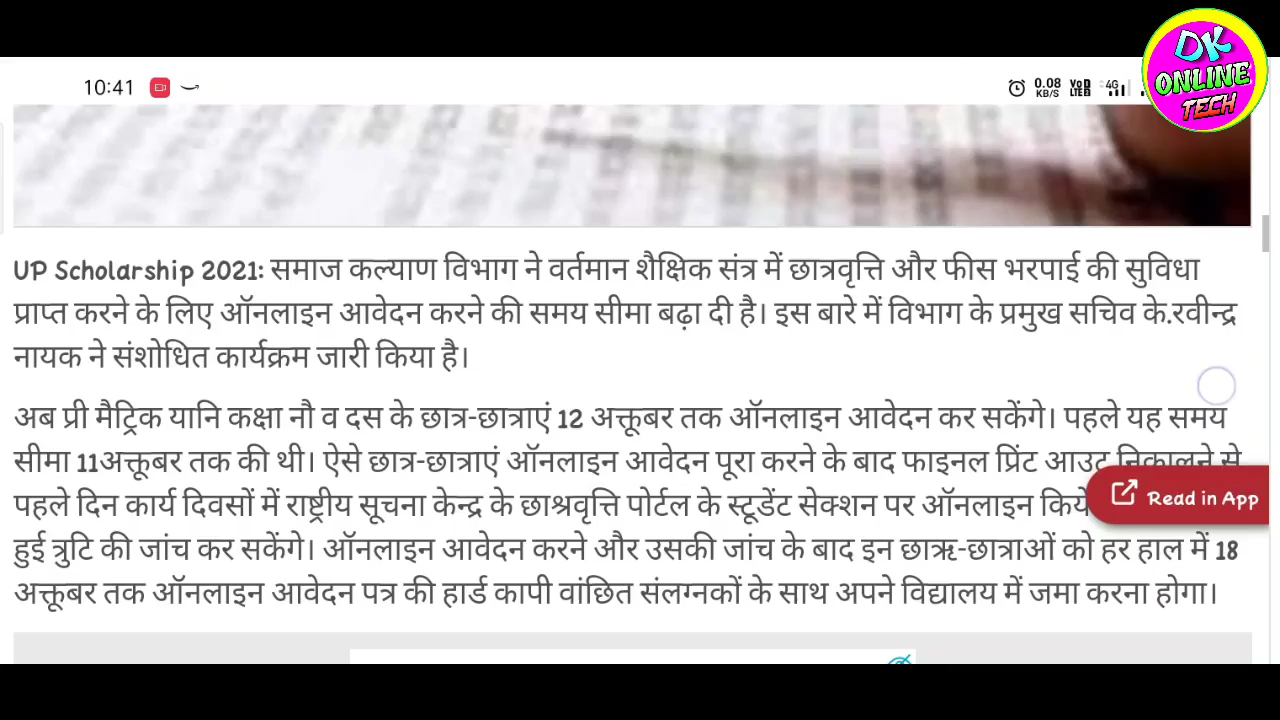 DK
ONLINE
TECH
10:41
0.08
KB/S
Vo
LTE
4G
UP Scholarship 2021: समाज कल्याण विभाग ने वर्तमान शैक्षिक संत्र में छात्रवृत्ति और फीस भरपाई की सुविधा
प्राप्त करने के लिए ऑनलाइन आवेदन करने की समय सीमा बढ़ा दी है। इस बारे में विभाग के प्रमुख सचिव के.रवीन्द्र
नायक ने संशोधित कार्यक्रम जारी किया है।
अब प्री मैट्रिक यानि कक्षा नौ व दस के छात्र-छात्राएं 12 अक्तूबर तक ऑनलाइन आवेदन कर सकेंगे। पहले यह समय
सीमा 11अक्तूबर तक की थी। ऐसे छात्र-छात्राएं ऑनलाइन आवेदन पूरा करने के बाद फाइनल प्रिंट आउट निकालने से
पहले दिन कार्य दिवसों में राष्ट्रीय सूचना केन्द्र के छाश्रवृत्ति पोर्टल के स्टूडेंट सेक्शन पर ऑनलाइन किये
Read in App
हुई त्रुटि की जांच कर सकेंगे। ऑनलाइन आवेदन करने और उसकी जांच के बाद इन छाऋ-छात्राओं को हर हाल में 18
अक्तूबर तक ऑनलाइन आवेदन पत्र की हार्ड कापी वांछित संलग्नकों के साथ अपने विद्यालय में जमा करना होगा।